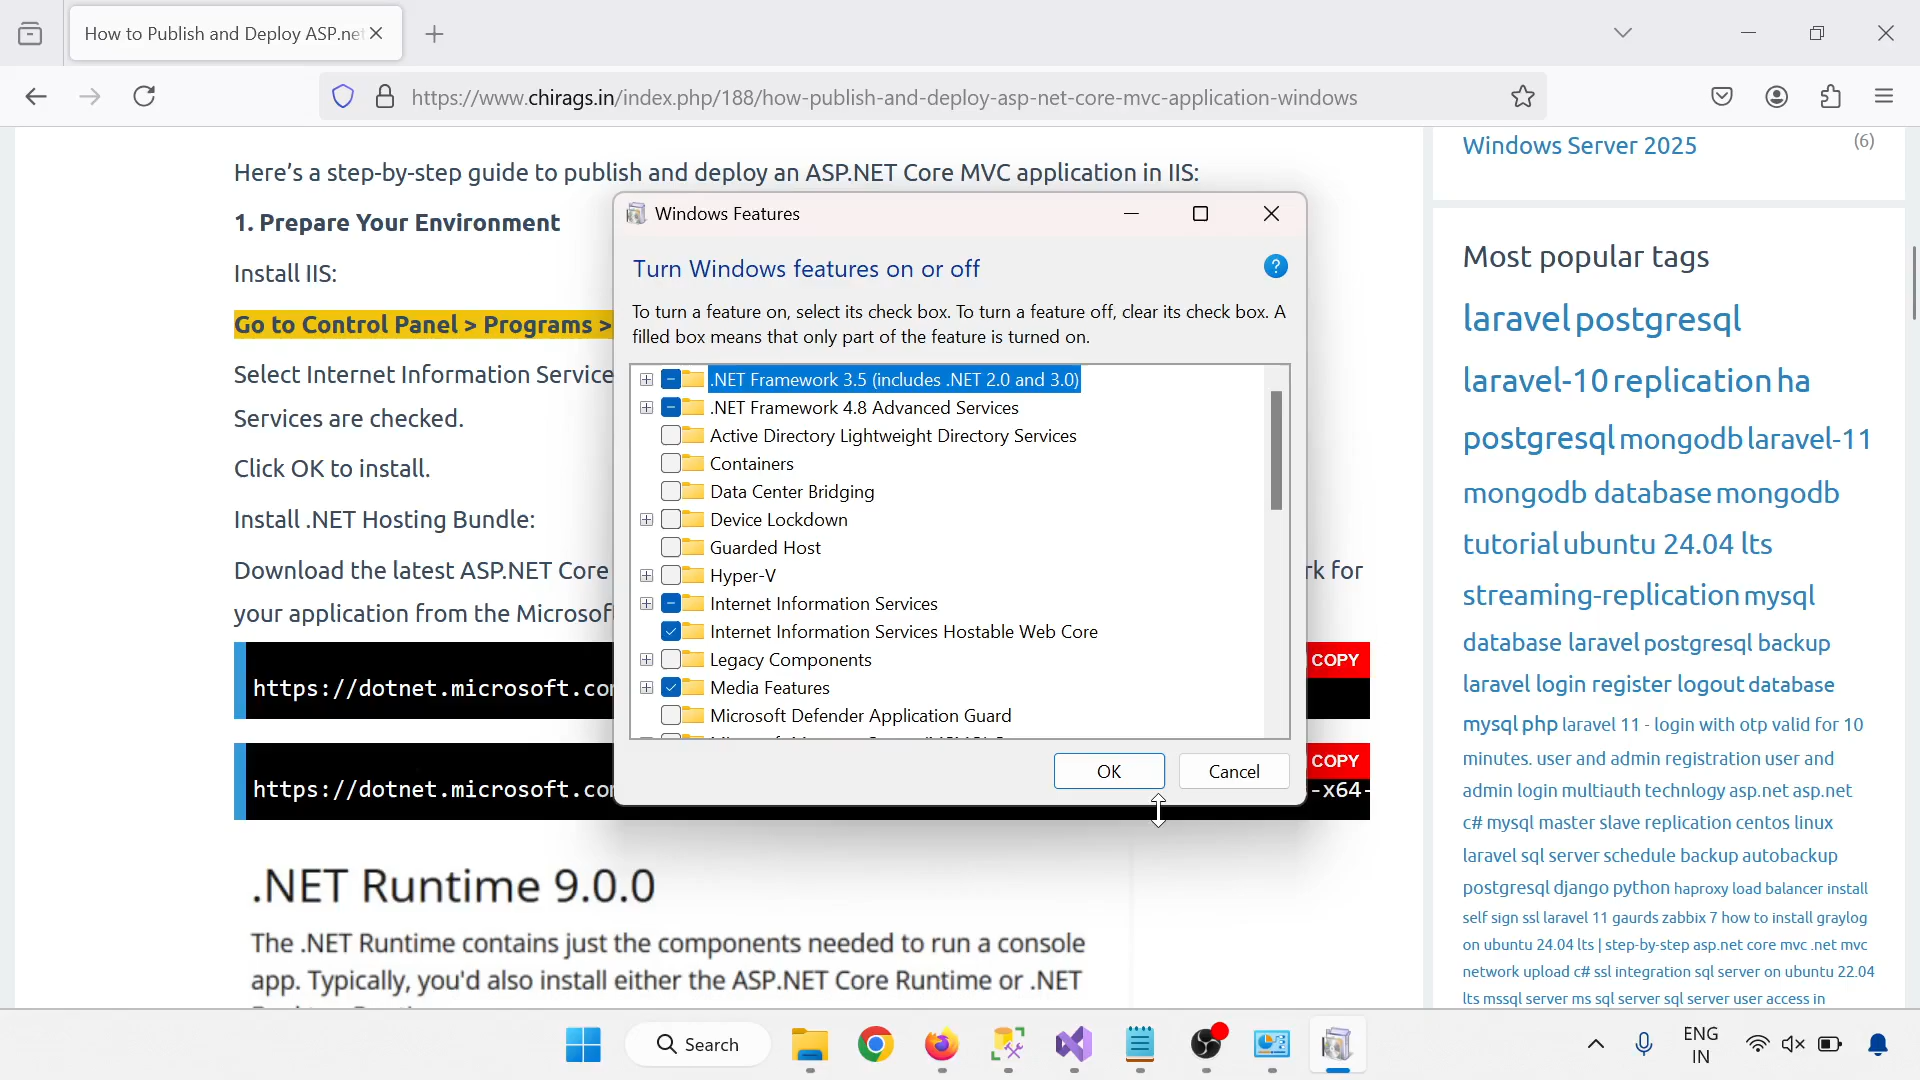 How to Publish and Deploy ASP.ne
https://www.chirags.in/index.php/188/how-publish-and-deploy-asp-net-core-mvc-application-windows
Here’s a step-by-step guide to publish and deploy an ASP.NET Core MVC application in IIS:
1. Prepare Your Environment
Install IIS:
Go to Control Panel > Programs >
Select Internet Information Service
Services are checked.
Click OK to install.
Install .NET Hosting Bundle:
Download the latest ASP.NET Core
rk for
your application from the Microsof
https://dotnet.microsoft.co
COPY
https://dotnet.microsoft.co
COPY
-x64-
.NET Runtime 9.0.0
The .NET Runtime contains just the components needed to run a console
app. Typically, you'd also install either the ASP.NET Core Runtime or .NET
Windows Features
Turn Windows features on or off
?
To turn a feature on, select its check box. To turn a feature off, clear its check box. A
filled box means that only part of the feature is turned on.
.NET Framework 3.5 (includes .NET 2.0 and 3.0)
.NET Framework 4.8 Advanced Services
Active Directory Lightweight Directory Services
Containers
Data Center Bridging
Device Lockdown
Guarded Host
Hyper-V
Internet Information Services
Internet Information Services Hostable Web Core
Legacy Components
Media Features
Microsoft Defender Application Guard
OK
Cancel
Windows Server 2025
(6)
Most popular tags
laravel postgresql
laravel-10 replication ha
postgresql mongodb laravel-11
mongodb database mongodb
tutorial ubuntu 24.04 lts
streaming-replication mysql
database laravel postgresql backup
laravel login register logout database
mysql php laravel 11 - login with otp valid for 10
minutes. user and admin registration user and
admin login multiauth technlogy asp.net asp.net
c# mysql master slave replication centos linux
laravel sql server schedule backup autobackup
postgresql django python haproxy load balancer install
self sign ssl laravel 11 gaurds zabbix 7 how to install graylog
on ubuntu 24.04 lts | step-by-step asp.net core mvc .net mvc
network upload c# ssl integration sql server on ubuntu 22.04
lts mssql server ms sql server sql server user access in
Search
ENG
IN